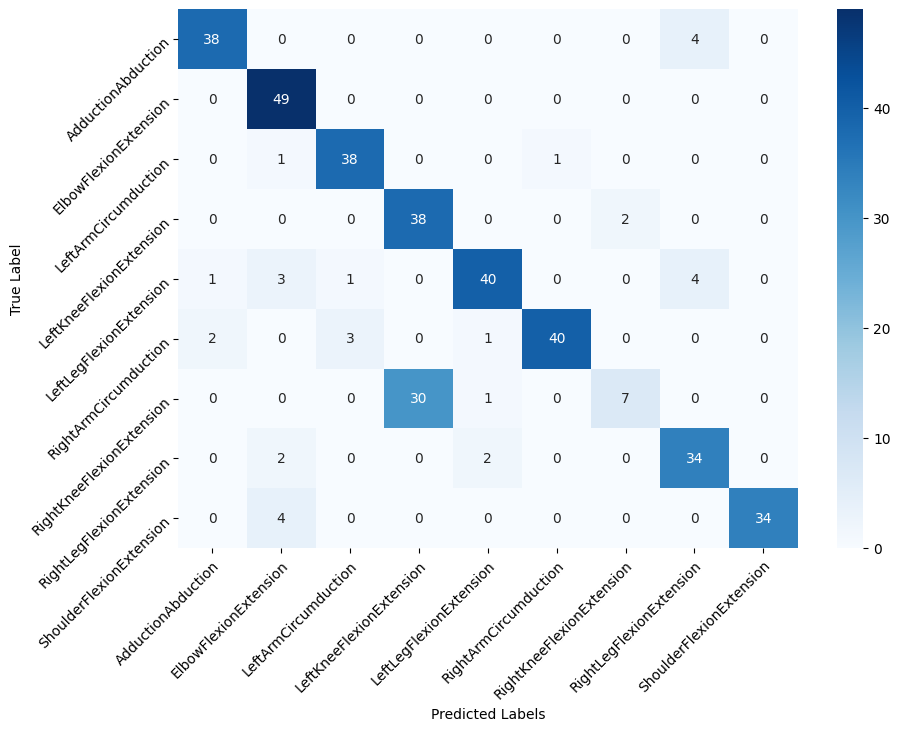 AdductionAbduction 38 0 0 0 0 0 0 4 0
ElbowFlexionExtension 0 49 0 0 0 0 0 0 0
LeftArmCircumduction 0 1 38 0 0 1 0 0 0
LeftKneeFlexionExtension 0 0 0 38 0 0 2 0 0
LeftLegFlexionExtension 1 3 1 0 40 0 0 4 0
RightArmCircumduction 2 0 3 0 1 40 0 0 0
RightKneeFlexionExtension 0 0 0 30 1 0 7 0 0
RightLegFlexionExtension 0 2 0 0 2 0 0 34 0
ShoulderFlexionExtension 0 4 0 0 0 0 0 0 34
True Label
AdductionAbduction
ElbowFlexionExtension
LeftArmCircumduction
LeftKneeFlexionExtension
LeftLegFlexionExtension
RightArmCircumduction
RightKneeFlexionExtension
RightLegFlexionExtension
ShoulderFlexionExtension
Predicted Labels
40
30
20
10
0